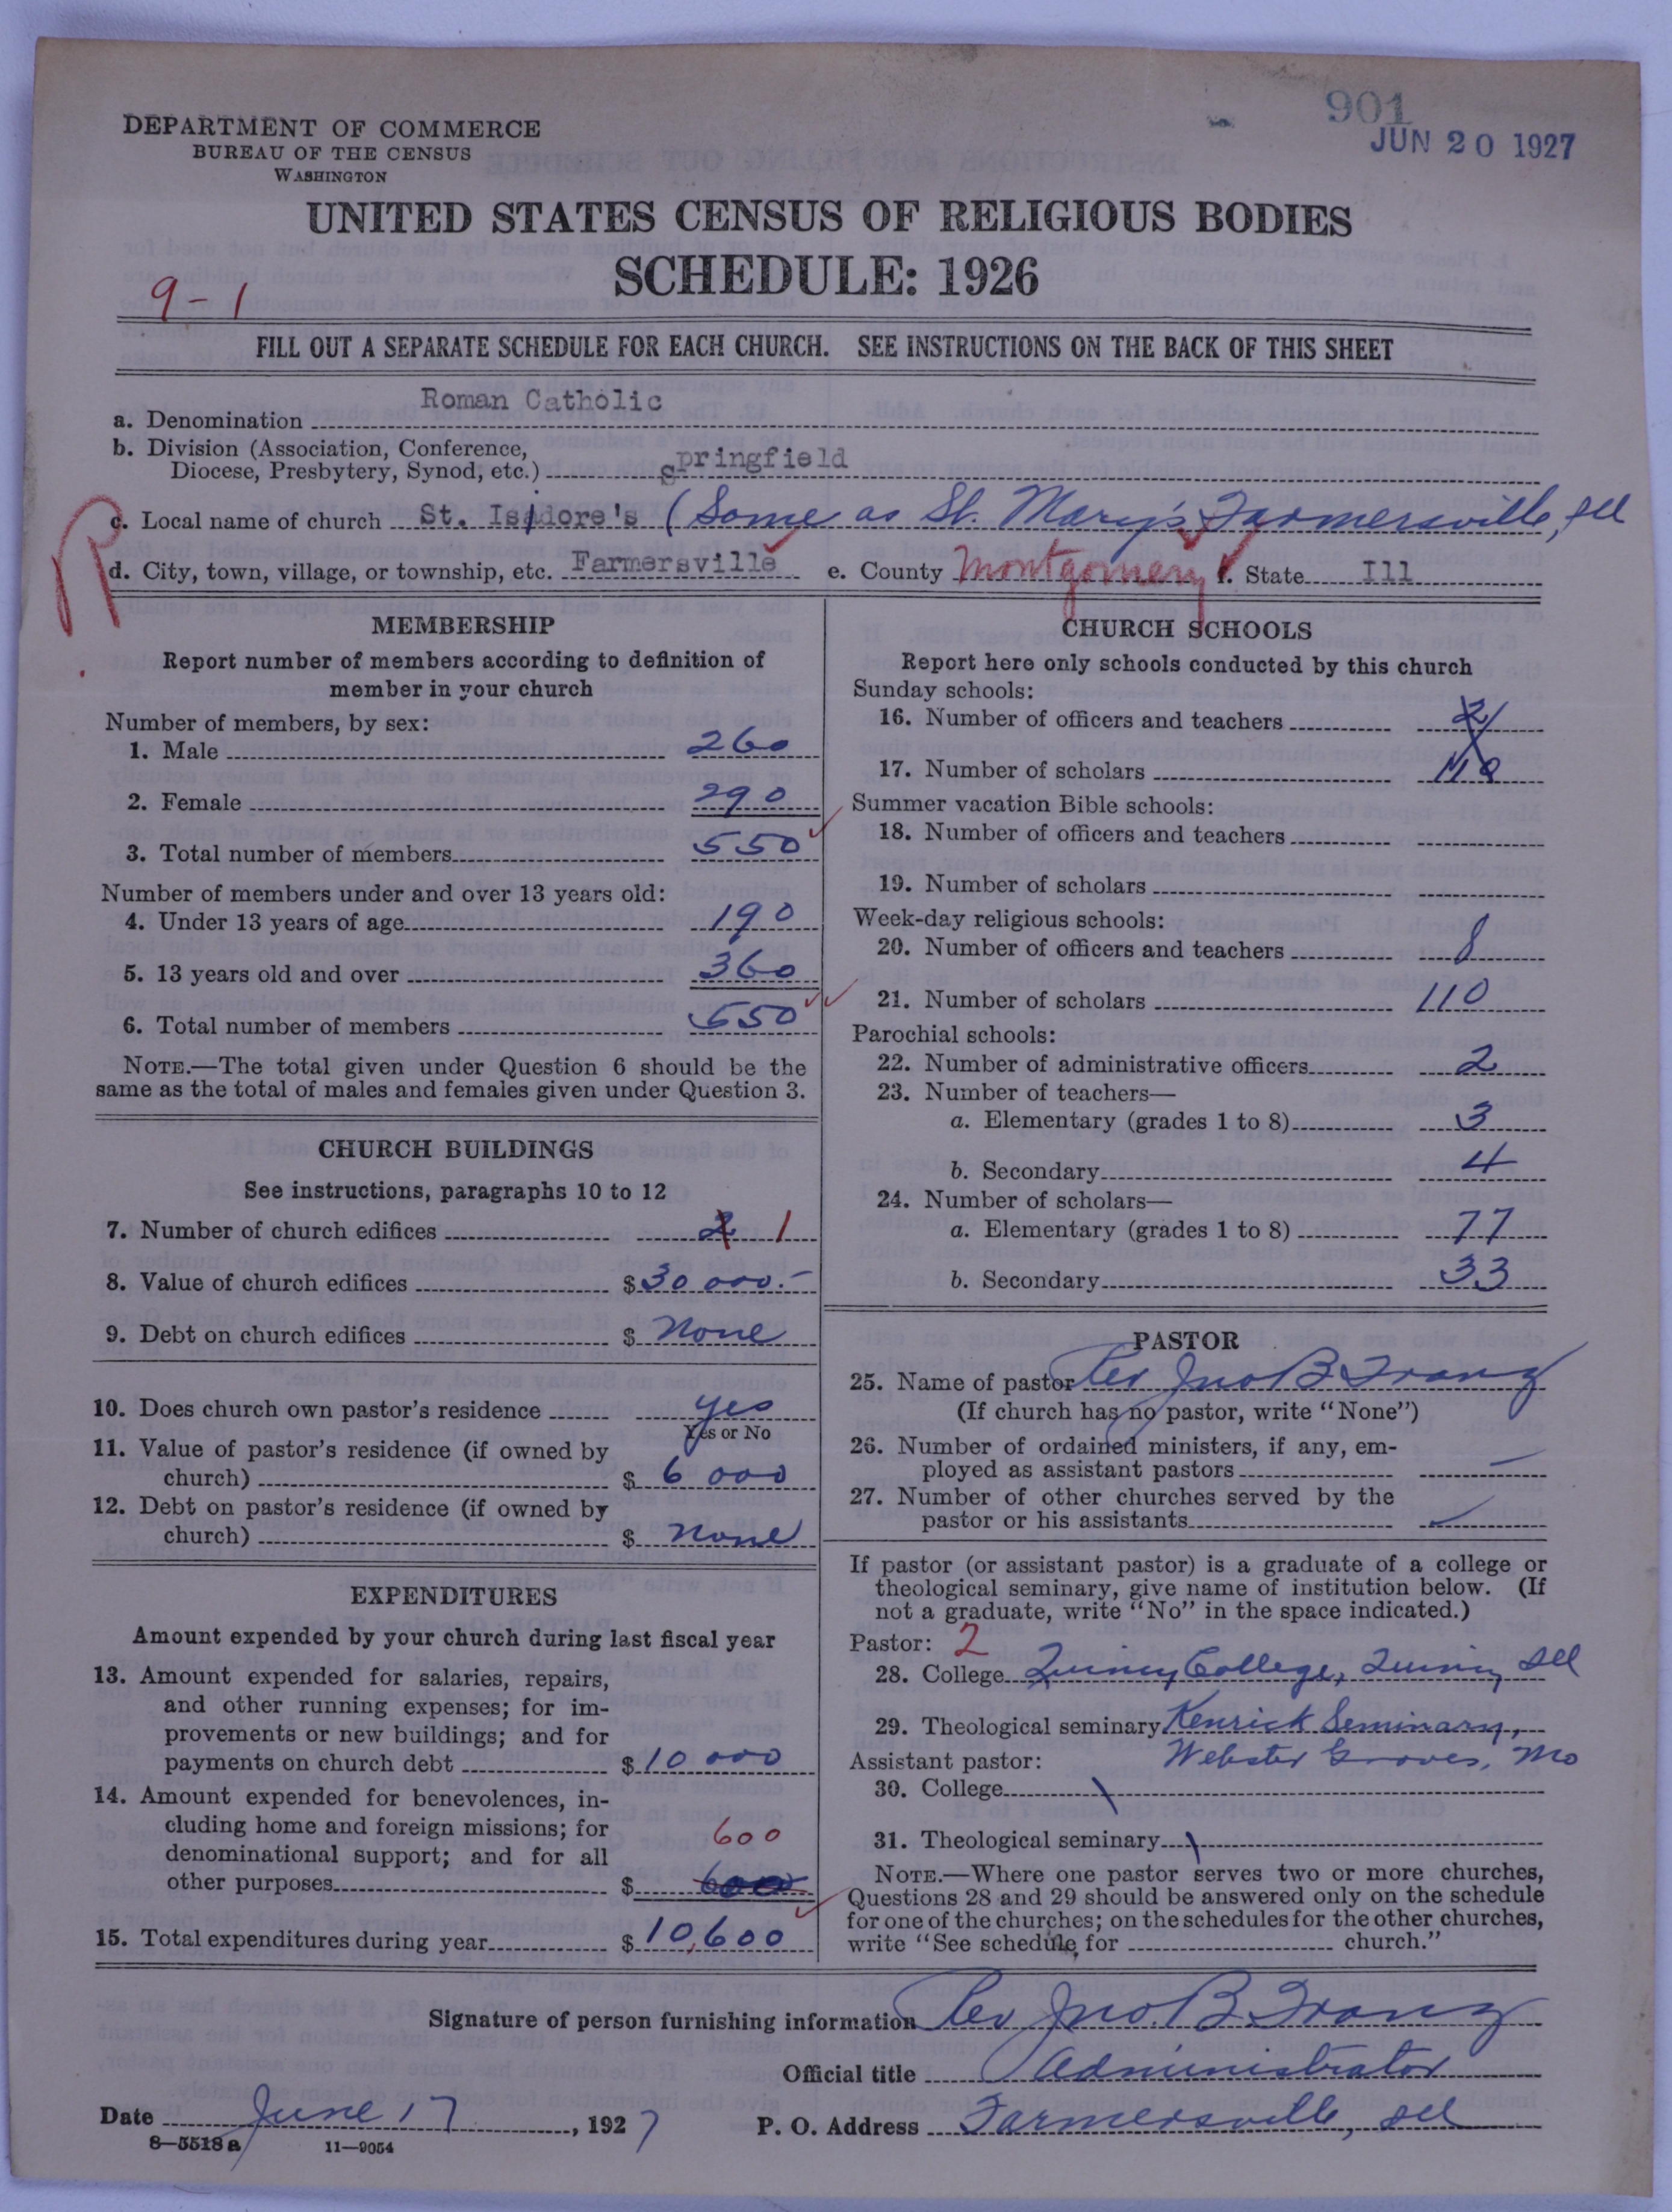 901
JUN 20 1927
DEPARTMENT OF COMMERCE
BUREAU OF THE CENSUS
WASHINGTON
UNITED STATES CENSUS OF RELIGIOUS BODIES
SCHEDULE: 1926
9-1
FILL OUT A SEPARATE SCHEDULE FOR EACH CHURCH. SEE INSTRUCTIONS ON THE BACK OF THIS SHEET
a. Denomination Roman Catholic
b. Division (Association, Conference,
Diocese, Presbytery, Synod, etc.) Springfield
R
c. Local name of church St. Isidore's (Same as St. Mary's Farmersville, Ill
d. City, town, village, or township, etc. Farmersville e. County Montgomery f. State Ill
MEMBERSHIP
Report number of members according to definition of
member in your church
Number of members, by sex:
1. Male 260
2. Female 290
3. Total number of members 550
Number of members under and over 13 years old:
4. Under 13 years of age 190
5. 13 years old and over 360
6. Total number of members 550
NOTE.—The total given under Question 6 should be the
same as the total of males and females given under Question 3.
CHURCH BUILDINGS
See instructions, paragraphs 10 to 12
7. Number of church edifices 2 1
8. Value of church edifices $30 000.-
9. Debt on church edifices $ None
10. Does church own pastor's residence yes
Yes or No
11. Value of pastor's residence (if owned by
church) $ 6 000
12. Debt on pastor's residence (if owned by
church) $ None
EXPENDITURES
Amount expended by your church during last fiscal year
13. Amount expended for salaries, repairs,
and other running expenses; for im-
provements or new buildings; and for
payments on church debt $10 000
14. Amount expended for benevolences, in-
cluding home and foreign missions; for
denominational support; and for all
600
other purposes $ 600
15. Total expenditures during year $10,600
CHURCH SCHOOLS
Report here only schools conducted by this church
Sunday schools:
16. Number of officers and teachers 2
17. Number of scholars 110
Summer vacation Bible schools:
18. Number of officers and teachers
19. Number of scholars
Week-day religious schools:
20. Number of officers and teachers 8
21. Number of scholars 110
Parochial schools:
22. Number of administrative officers 2
23. Number of teachers—
a. Elementary (grades 1 to 8) 3
b. Secondary 4
24. Number of scholars—
a. Elementary (grades 1 to 8) 77
b. Secondary 33
PASTOR
25. Name of pastor Rev Jno B Franz
(If church has no pastor, write "None")
26. Number of ordained ministers, if any, em-
ployed as assistant pastors —
27. Number of other churches served by the
pastor or his assistants
If pastor (or assistant pastor) is a graduate of a college or
theological seminary, give name of institution below. (If
not a graduate, write "No" in the space indicated.)
Pastor: 2
28. College Quincy College, Quincy Ill
29. Theological seminary Kenrick Seminary,
Assistant pastor: Webster Groves, Mo
30. College \
31. Theological seminary \
NOTE.—Where one pastor serves two or more churches,
Questions 28 and 29 should be answered only on the schedule
for one of the churches; on the schedules for the other churches,
write "See schedule for church."
Signature of person furnishing information Rev Jno. B. Franz
Official title Administrator
Date June 17, 1927 P. O. Address Farmersville, Ill
8—5518a 11—9054